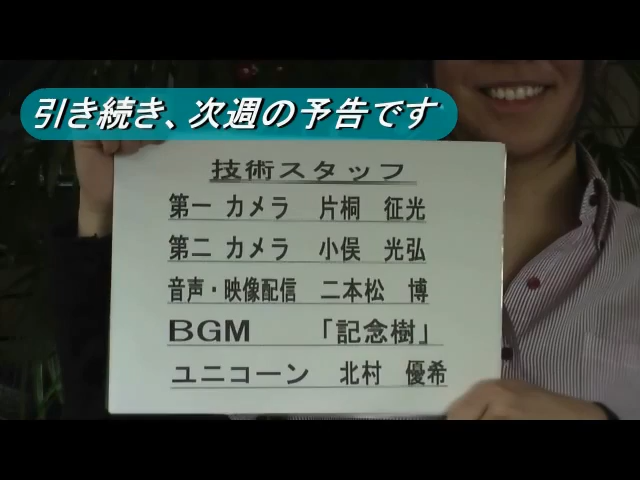 引き続き、次週の予告です
技術スタッフ
第一 カメラ 片桐 征光
第二 カメラ 小俣 光弘
音声・映像配信 二本松 博
BGM 「記念樹」
ユニコーン 北村 優希